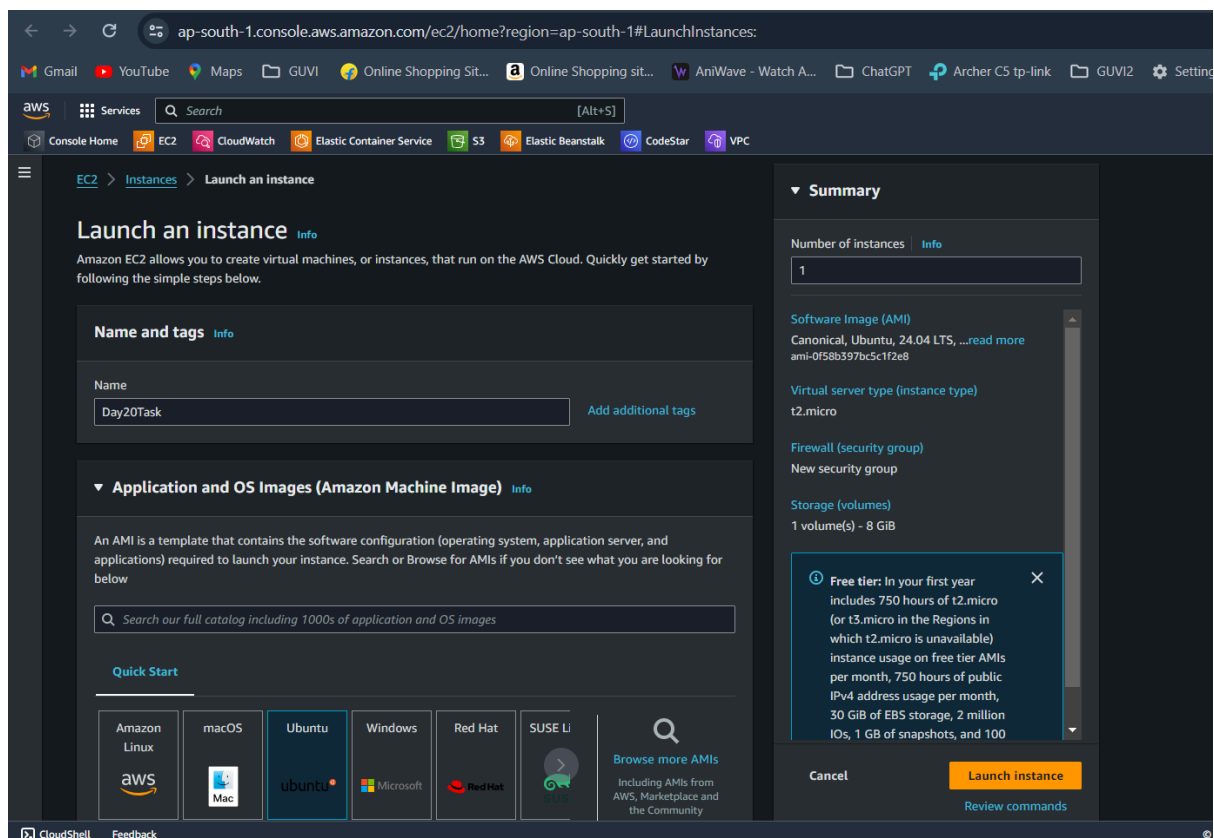 ap-south-1.console.aws.amazon.com/ec2/home?region=ap-south-1#LaunchInstances:
Gmail YouTube Maps GUVI Online Shopping Sit... Online Shopping sit... AniWave - Watch A... ChatGPT Archer C5 tp-link GUVI2 Setting
aws Services Search [Alt+S]
Console Home EC2 CloudWatch Elastic Container Service S3 Elastic Beanstalk CodeStar VPC
EC2 > Instances > Launch an instance
Launch an instance Info
Amazon EC2 allows you to create virtual machines, or instances, that run on the AWS Cloud. Quickly get started by
following the simple steps below.
Name and tags Info
Name
Day20Task
Add additional tags
Application and OS Images (Amazon Machine Image) Info
An AMI is a template that contains the software configuration (operating system, application server, and
applications) required to launch your instance. Search or Browse for AMIs if you don't see what you are looking for
below
Search our full catalog including 1000s of application and OS images
Quick Start
Amazon
Linux
aws
macOS
Mac
Ubuntu
ubuntu
Windows
Microsoft
Red Hat
Red Hat
SUSE Li
SUS
Browse more AMIs
Including AMIs from
AWS, Marketplace and
the Community
Summary
Number of instances Info
1
Software Image (AMI)
Canonical, Ubuntu, 24.04 LTS, ...read more
ami-0f58b397bc5c1f2e8
Virtual server type (instance type)
t2.micro
Firewall (security group)
New security group
Storage (volumes)
1 volume(s) - 8 GiB
Free tier: In your first year
includes 750 hours of t2.micro
(or t3.micro in the Regions in
which t2.micro is unavailable)
instance usage on free tier AMIs
per month, 750 hours of public
IPv4 address usage per month,
30 GiB of EBS storage, 2 million
IOs, 1 GB of snapshots, and 100
Cancel
Launch instance
Review commands
CloudShell Feedback ©